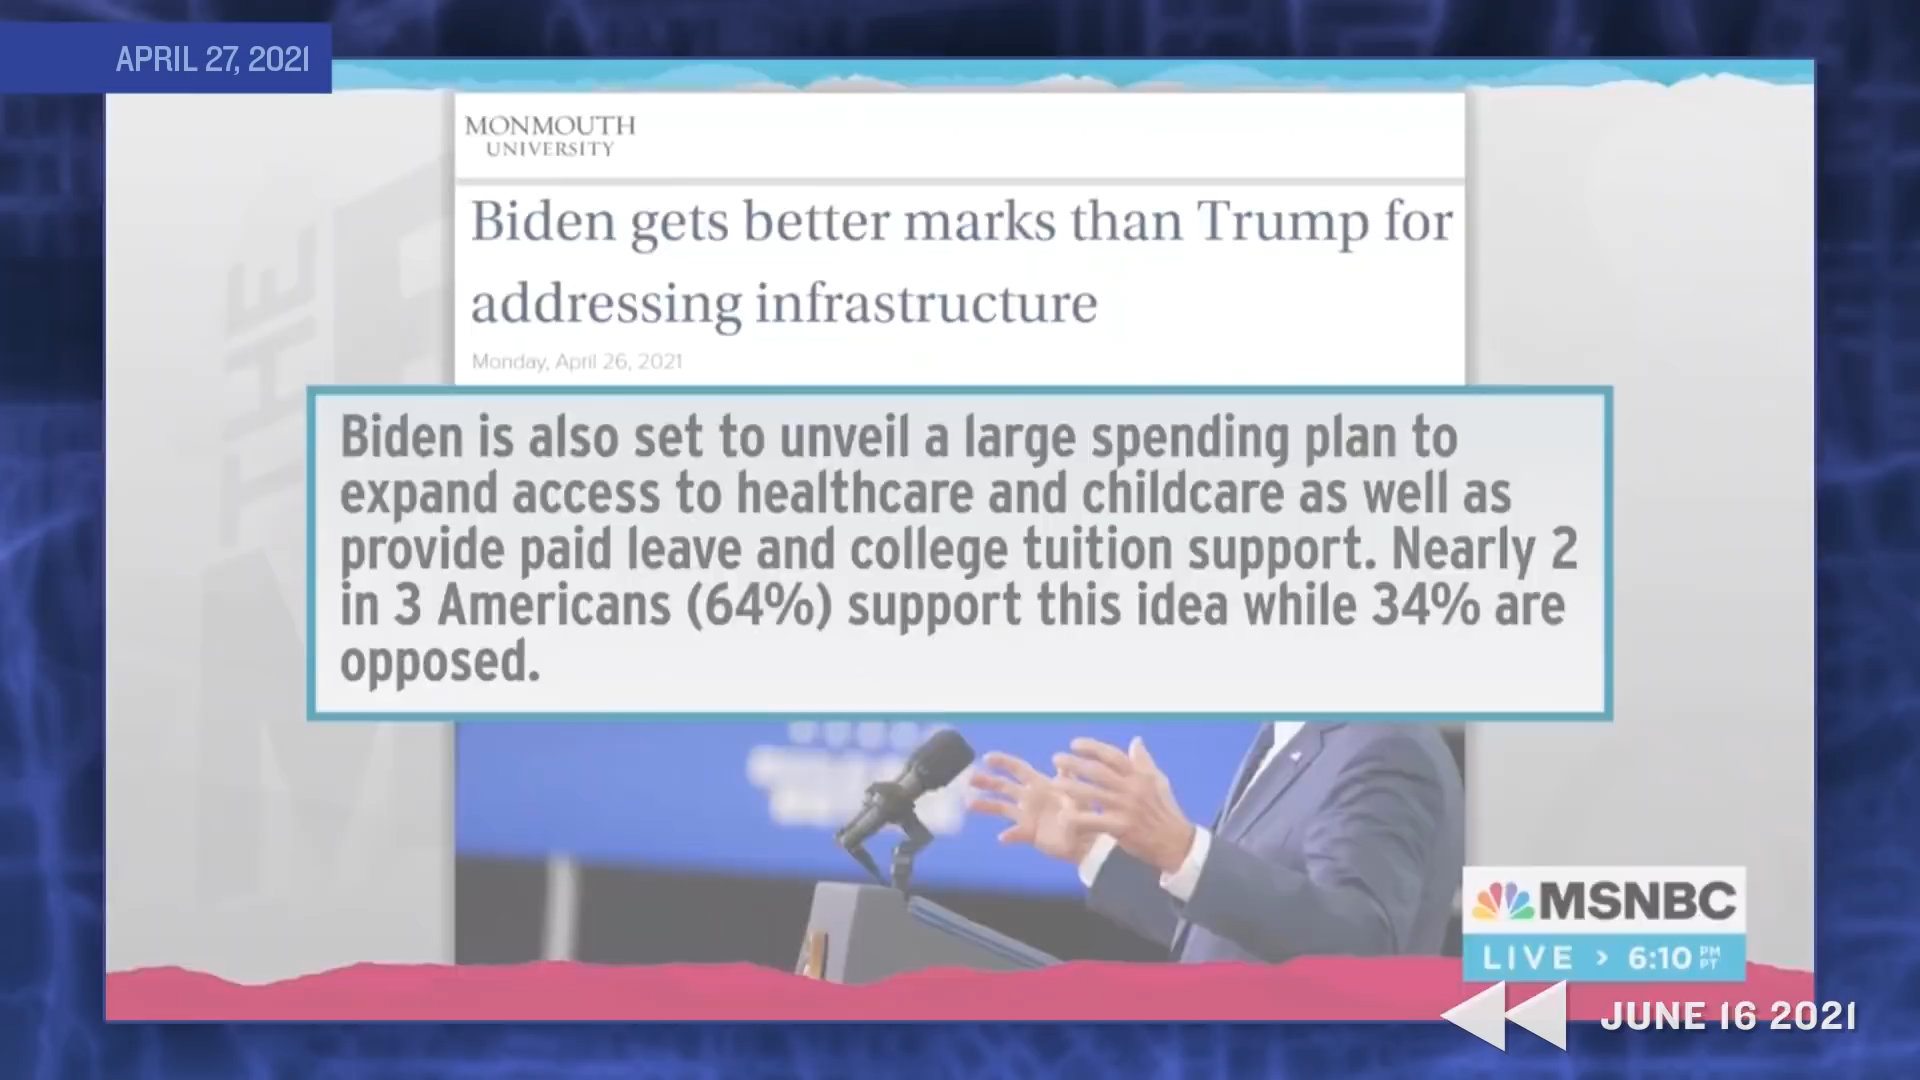 APRIL 27, 2021
MONMOUTH
UNIVERSITY
Biden gets better marks than Trump for
addressing infrastructure
Monday, April 26, 2021
THE
Biden is also set to unveil a large spending plan to
expand access to healthcare and childcare as well as
provide paid leave and college tuition support. Nearly 2
in 3 Americans (64%) support this idea while 34% are
opposed.
MSNBC
LIVE > 6:10 PM PT
JUNE 16 2021